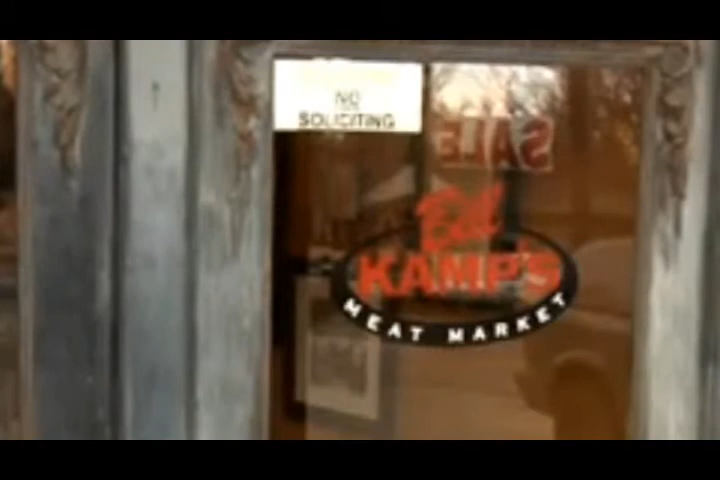 NO
SOLICITING
SALE
Ed
KAMP'S
MEAT MARKET